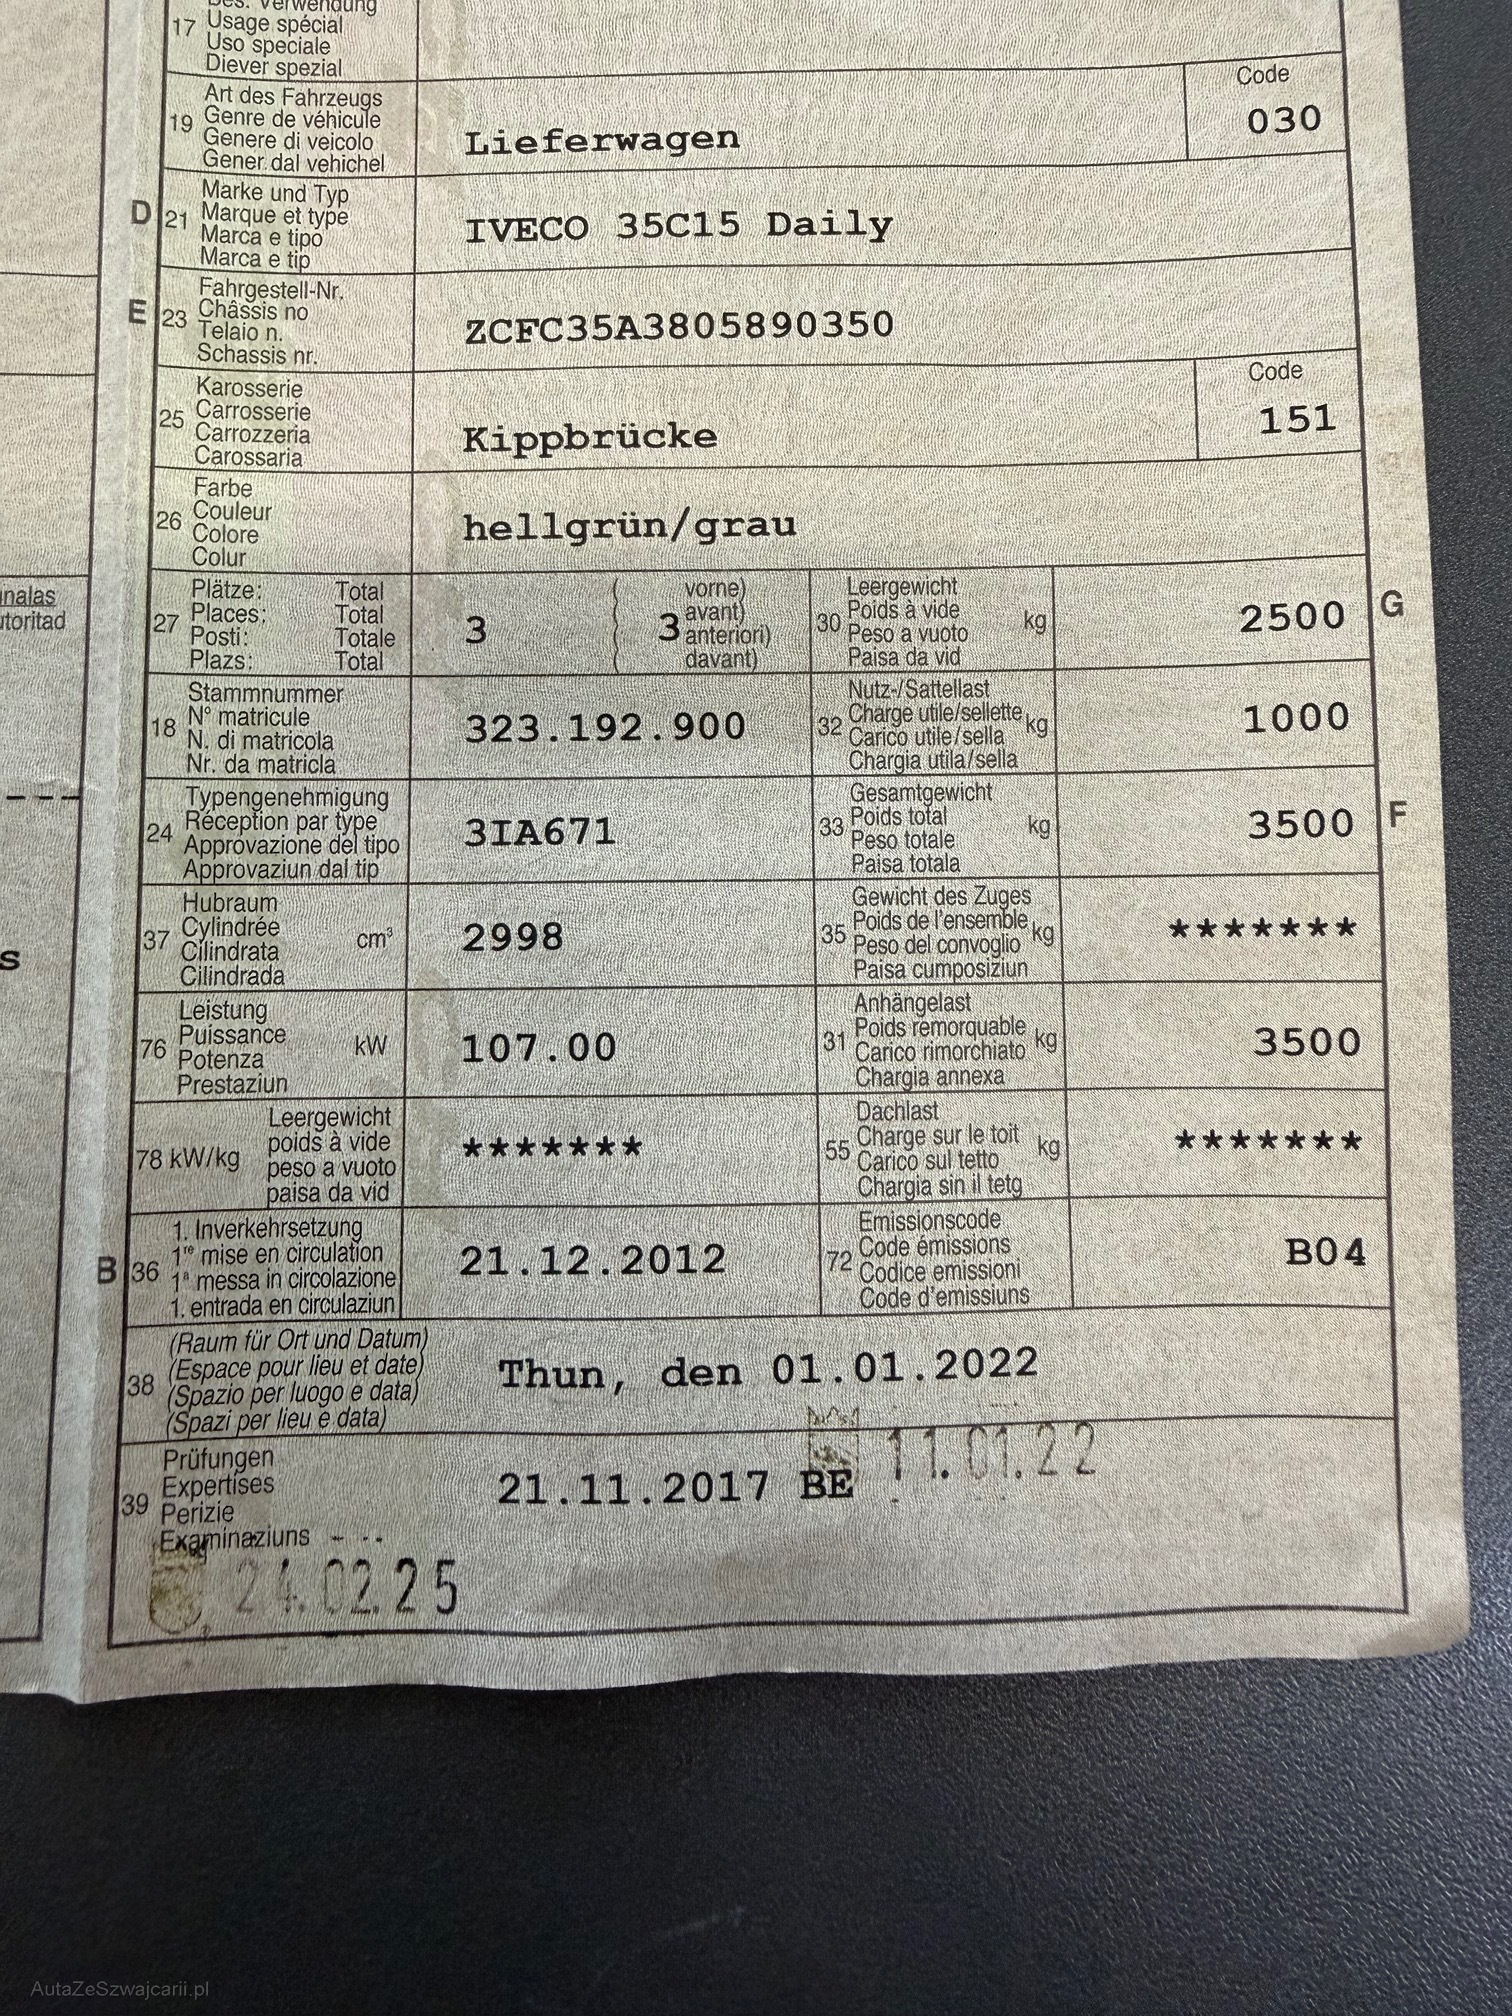 Des. Verwendung
17 Usage spécial
Uso speciale
Diever spezial
Art des Fahrzeugs
19 Genre de véhicule
Genere di veicolo
Gener dal vehichel
Lieferwagen
Code
030
D 21 Marke und Typ
Marque et type
Marca e tipo
Marca e tip
IVECO 35C15 Daily
E 23 Fahrgestell-Nr.
Châssis no
Telaio n.
Schassis nr.
ZCFC35A3805890350
25 Karosserie
Carrosserie
Carrozzeria
Carossaria
Kippbrücke
Code
151
26 Farbe
Couleur
Colore
Colur
hellgrün/grau
27 Plätze: Total
Places: Total
Posti: Totale
Plazs: Total
3
3
( vorne)
( avant)
( anteriori)
( davant)
30 Leergewicht
Poids à vide
Peso a vuoto
Paisa da vid
kg
2500 G
18 Stammnummer
N° matricule
N. di matricola
Nr. da matricla
323.192.900
32 Nutz-/Sattellast
Charge utile/sellette
Carico utile/sella
Chargia utila/sella
kg
1000
24 Typengenehmigung
Réception par type
Approvazione del tipo
Approvaziun dal tip
3IA671
33 Gesamtgewicht
Poids total
Peso totale
Paisa totala
kg
3500 F
37 Hubraum
Cylindrée
Cilindrata
Cilindrada
cm³
2998
35 Gewicht des Zuges
Poids de l'ensemble
Peso del convoglio
Paisa cumposiziun
kg
*******
76 Leistung
Puissance
Potenza
Prestaziun
kW
107.00
31 Anhängelast
Poids remorquable
Carico rimorchiato
Chargia annexa
kg
3500
78 kW/kg
Leergewicht
poids à vide
peso a vuoto
paisa da vid
*******
55 Dachlast
Charge sur le toit
Carico sul tetto
Chargia sin il tetg
kg
*******
B 36 1. Inverkehrsetzung
1re mise en circulation
1a messa in circolazione
1. entrada en circulaziun
21.12.2012
72 Emissionscode
Code émissions
Codice emissioni
Code d'emissiuns
B04
38 (Raum für Ort und Datum)
(Espace pour lieu et date)
(Spazio per luogo e data)
(Spazi per lieu e data)
Thun, den 01.01.2022
39 Prüfungen
Expertises
Perizie
Examinaziuns
21.11.2017 BE
11.01.22
24.02.25
nalas
toritad
s
AutaZeSzwajcarii.pl